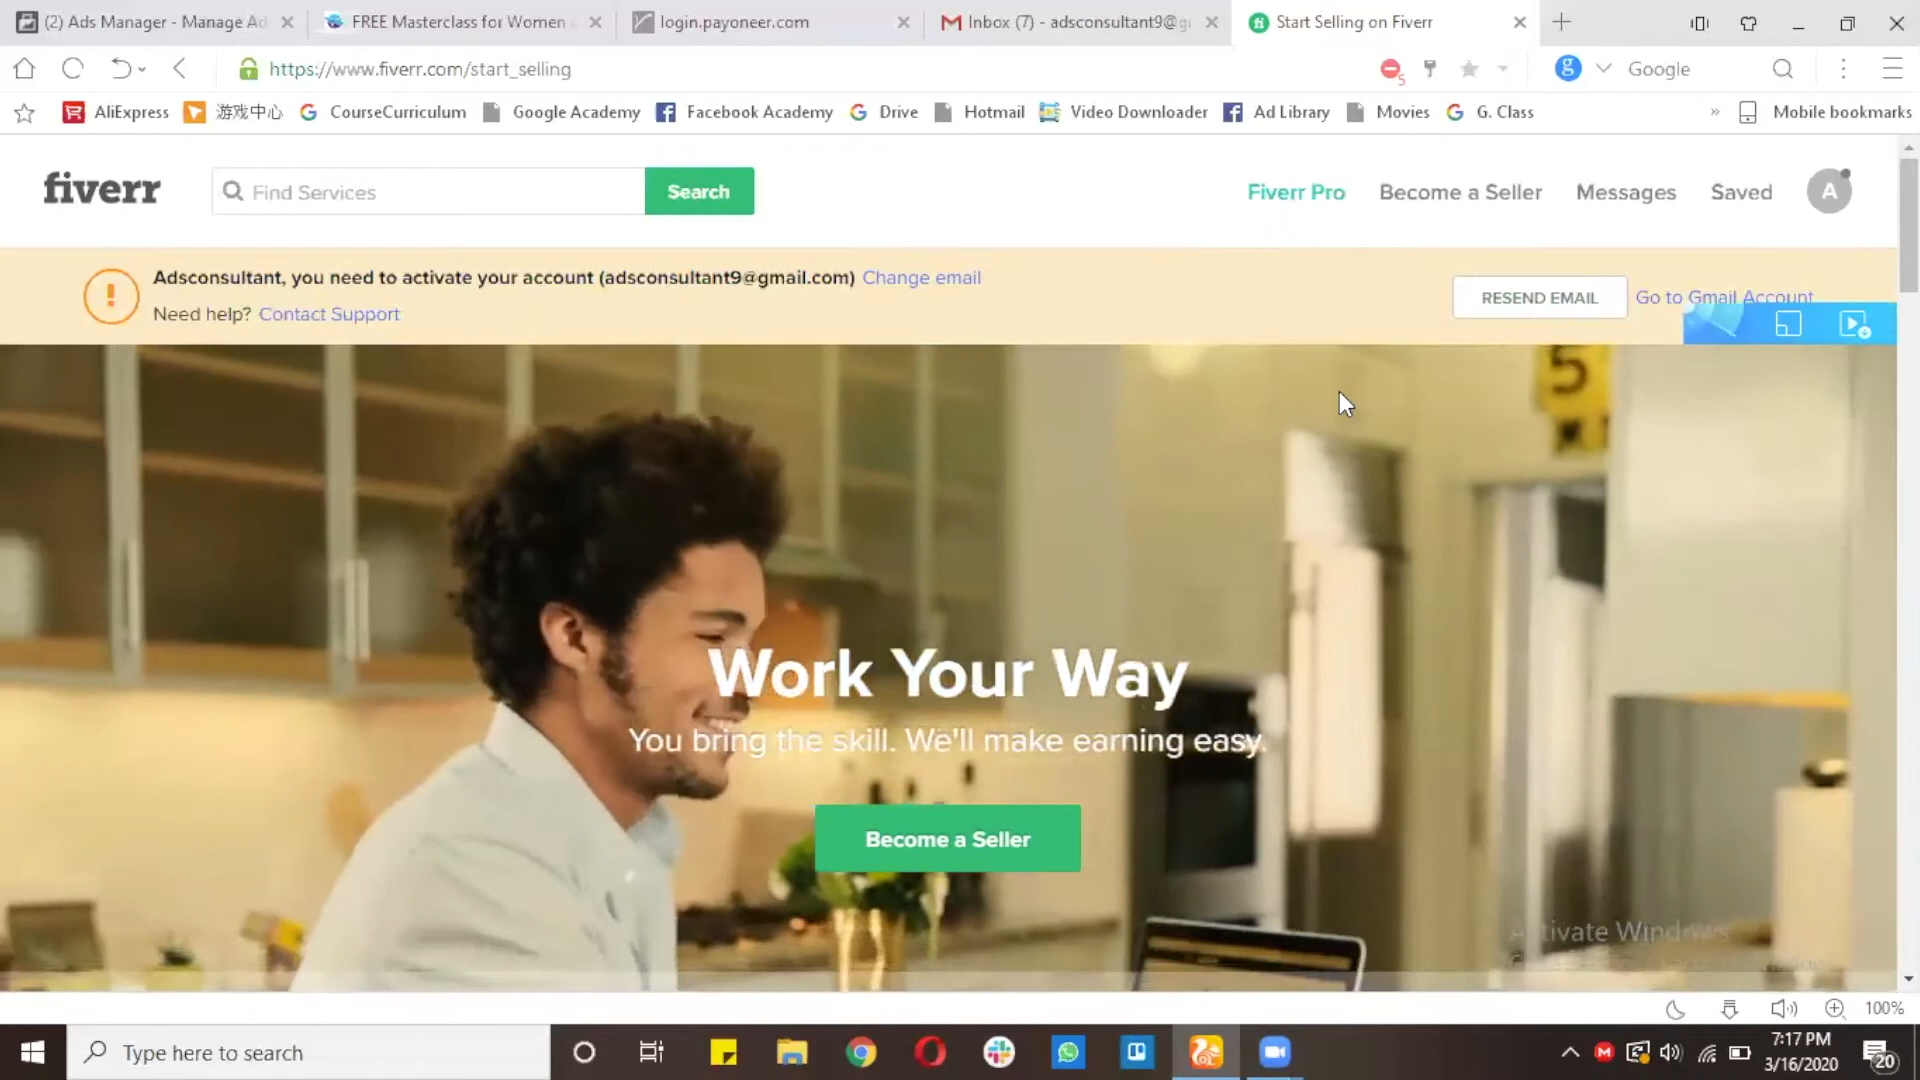 (2) Ads Manager - Manage Ad
FREE Masterclass for Women
login.payoneer.com
Inbox (7) - adsconsultant9@g
Start Selling on Fiverr
https://www.fiverr.com/start_selling
5
g
Google
AliExpress
游戏中心
CourseCurriculum
Google Academy
Facebook Academy
Drive
Hotmail
Video Downloader
Ad Library
Movies
G. Class
»
Mobile bookmarks
fiverr
Find Services
Search
Fiverr Pro
Become a Seller
Messages
Saved
A
Adsconsultant, you need to activate your account (adsconsultant9@gmail.com) Change email
Need help? Contact Support
RESEND EMAIL
Go to Gmail Account
5
Work Your Way
You bring the skill. We'll make earning easy.
Become a Seller
Activate Windows
100%
Type here to search
7:17 PM
3/16/2020
20